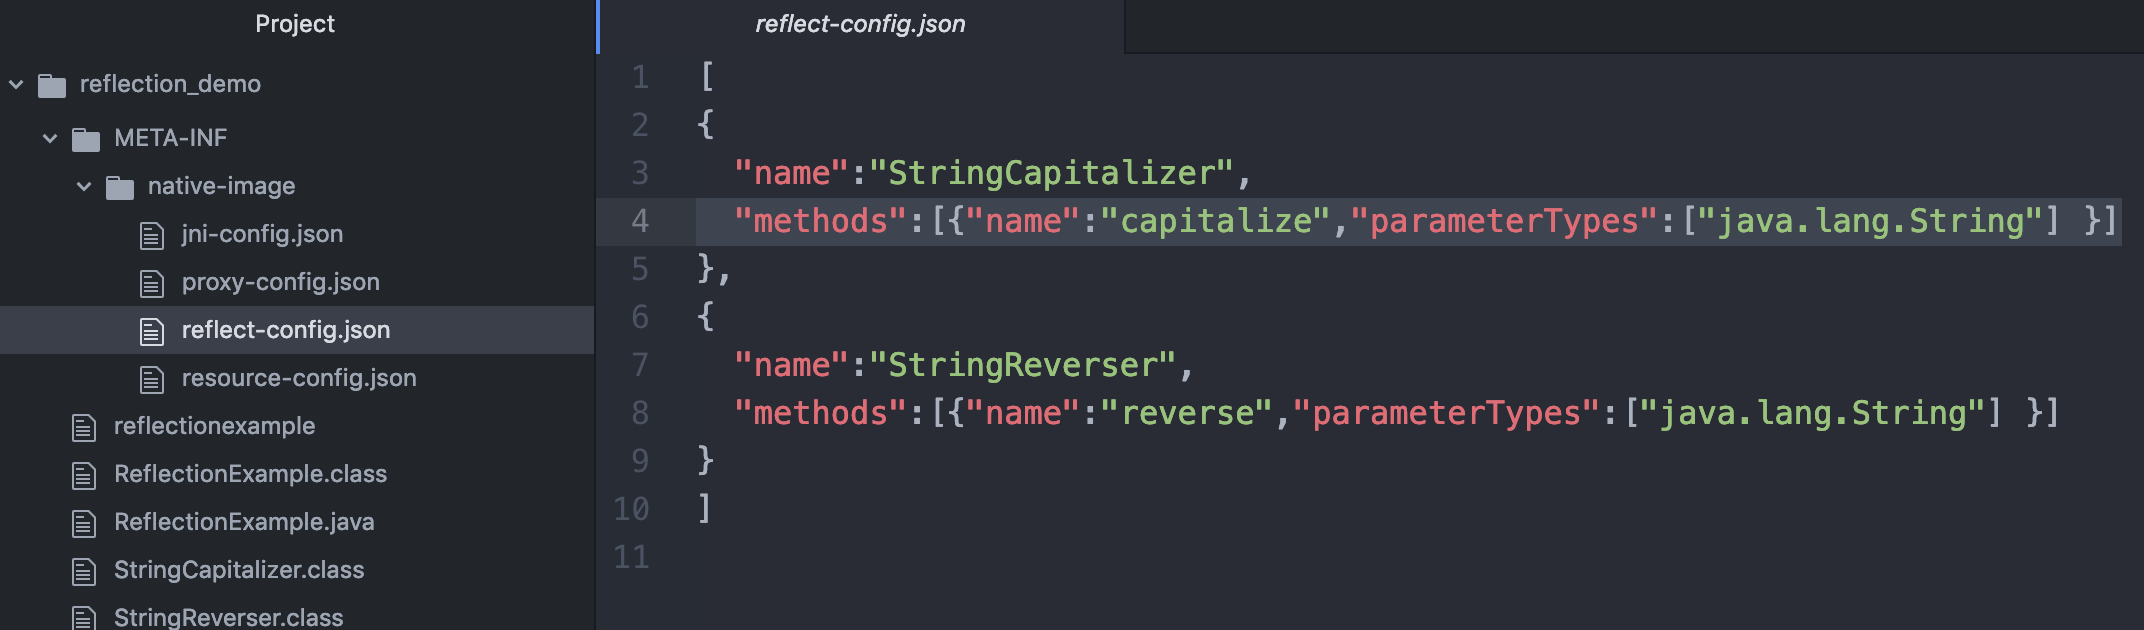 Project
reflection_demo
META-INF
native-image
jni-config.json
proxy-config.json
reflect-config.json
resource-config.json
reflectionexample
ReflectionExample.class
ReflectionExample.java
StringCapitalizer.class
StringReverser.class
reflect-config.json
1 [
2 {
3 "name":"StringCapitalizer",
4 "methods":[{"name":"capitalize","parameterTypes":["java.lang.String"] }]
5 },
6 {
7 "name":"StringReverser",
8 "methods":[{"name":"reverse","parameterTypes":["java.lang.String"] }]
9 }
10 ]
11